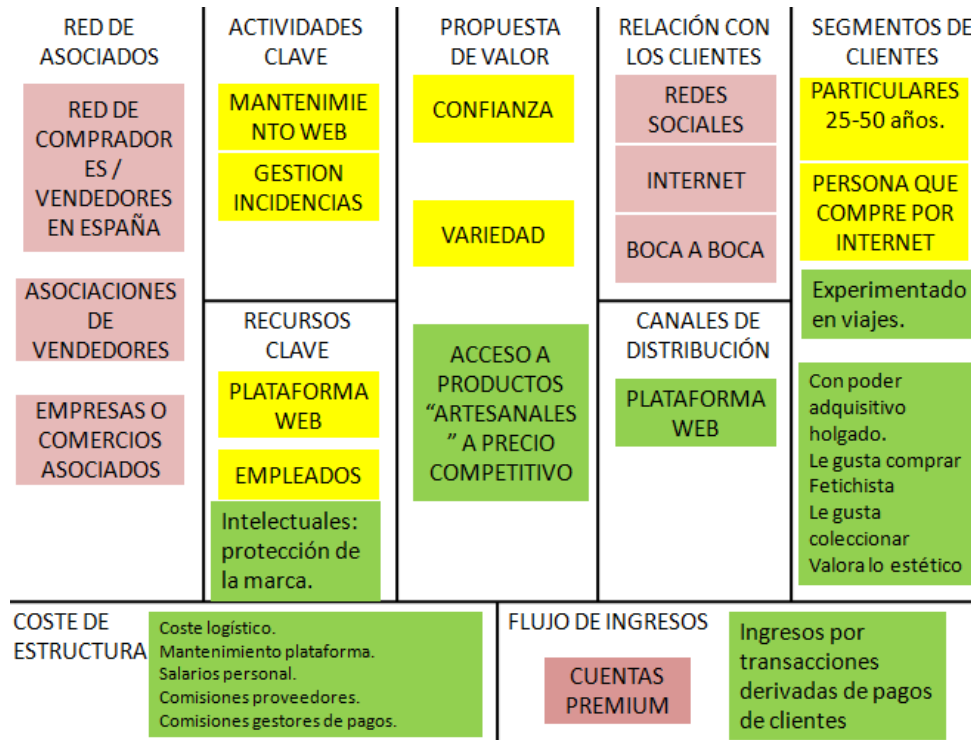 RED DE
ASOCIADOS
RED DE
COMPRADOR
ES /
VENDEDORES
EN ESPAÑA
ASOCIACIONES
DE
VENDEDORES
EMPRESAS O
COMERCIOS
ASOCIADOS
ACTIVIDADES
CLAVE
MANTENIMIE
NTO WEB
GESTION
INCIDENCIAS
RECURSOS
CLAVE
PLATAFORMA
WEB
EMPLEADOS
Intelectuales:
protección de
la marca.
PROPUESTA
DE VALOR
CONFIANZA
VARIEDAD
ACCESO A
PRODUCTOS
“ARTESANALES
” A PRECIO
COMPETITIVO
RELACIÓN CON
LOS CLIENTES
REDES
SOCIALES
INTERNET
BOCA A BOCA
CANALES DE
DISTRIBUCIÓN
PLATAFORMA
WEB
SEGMENTOS DE
CLIENTES
PARTICULARES
25-50 años.
PERSONA QUE
COMPRE POR
INTERNET
Experimentado
en viajes.
Con poder
adquisitivo
holgado.
Le gusta comprar
Fetichista
Le gusta
coleccionar
Valora lo estético
COSTE DE
ESTRUCTURA
Coste logístico.
Mantenimiento plataforma.
Salarios personal.
Comisiones proveedores.
Comisiones gestores de pagos.
FLUJO DE INGRESOS
CUENTAS
PREMIUM
Ingresos por
transacciones
derivadas de pagos
de clientes